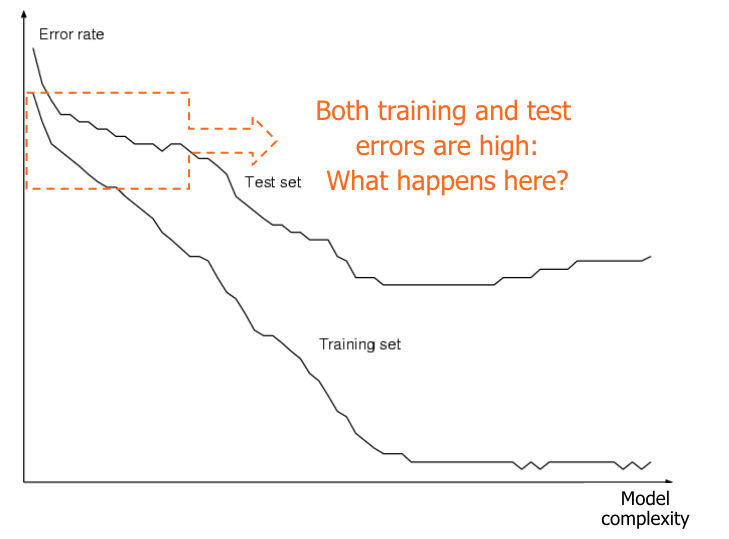 Error rate
Both training and test
errors are high:
What happens here?
Test set
Training set
Model
complexity